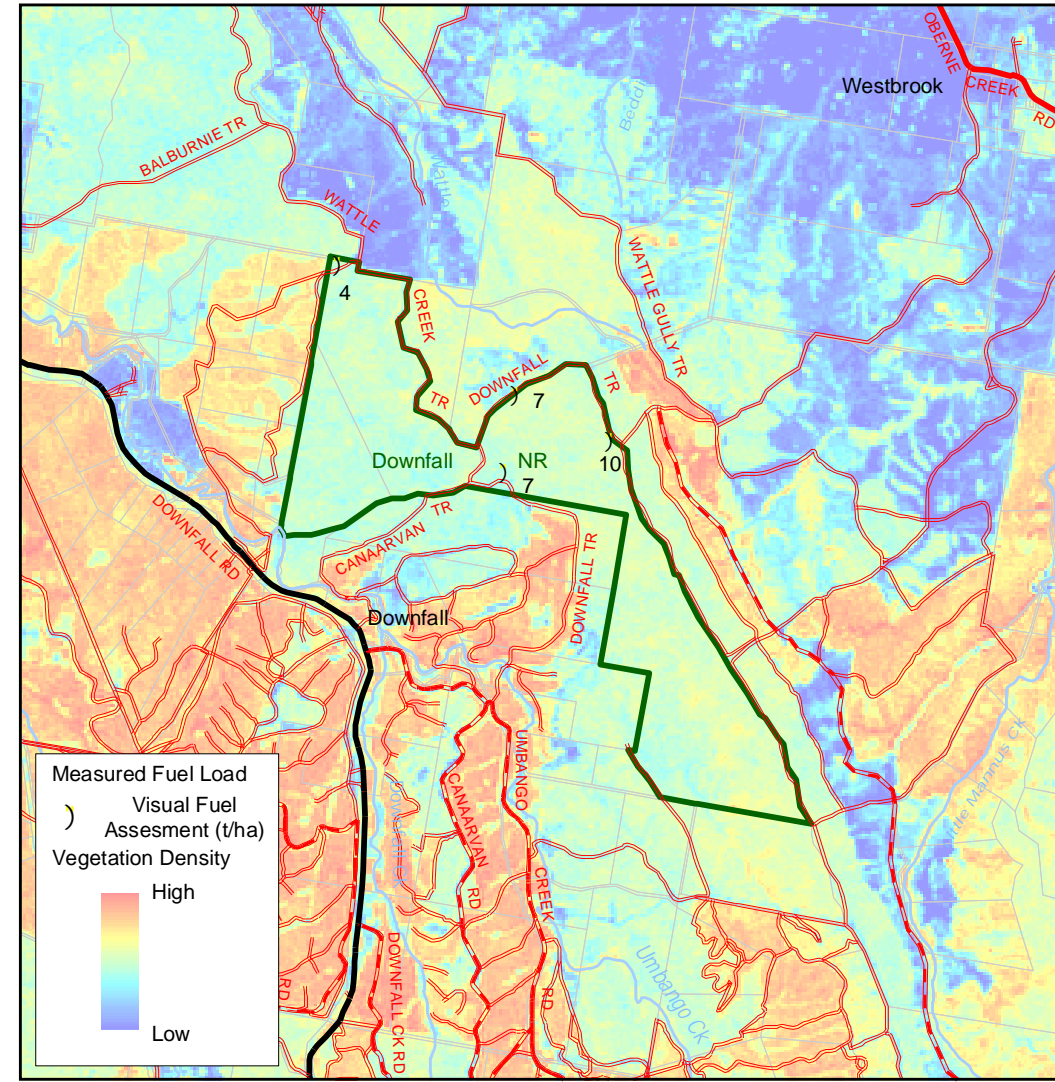 OBERNE
CREEK
RD
Westbrook
Beddi
BALBURNIE TR
Wattle
WATTLE
WATTLE GULLY TR
4
CREEK
TR
DOWNFALL
TR
7
10
Downfall NR
7
DOWNFALL RD
CANAARVAN TR
DOWNFALL TR
Downfall
UMBANGO
CREEK
RD
CANAARVAN
RD
DOWNFALL CK RD
RD
Mannus Ck
Umbango Ck
Measured Fuel Load
Visual Fuel
Assesment (t/ha)
Vegetation Density
High
Low